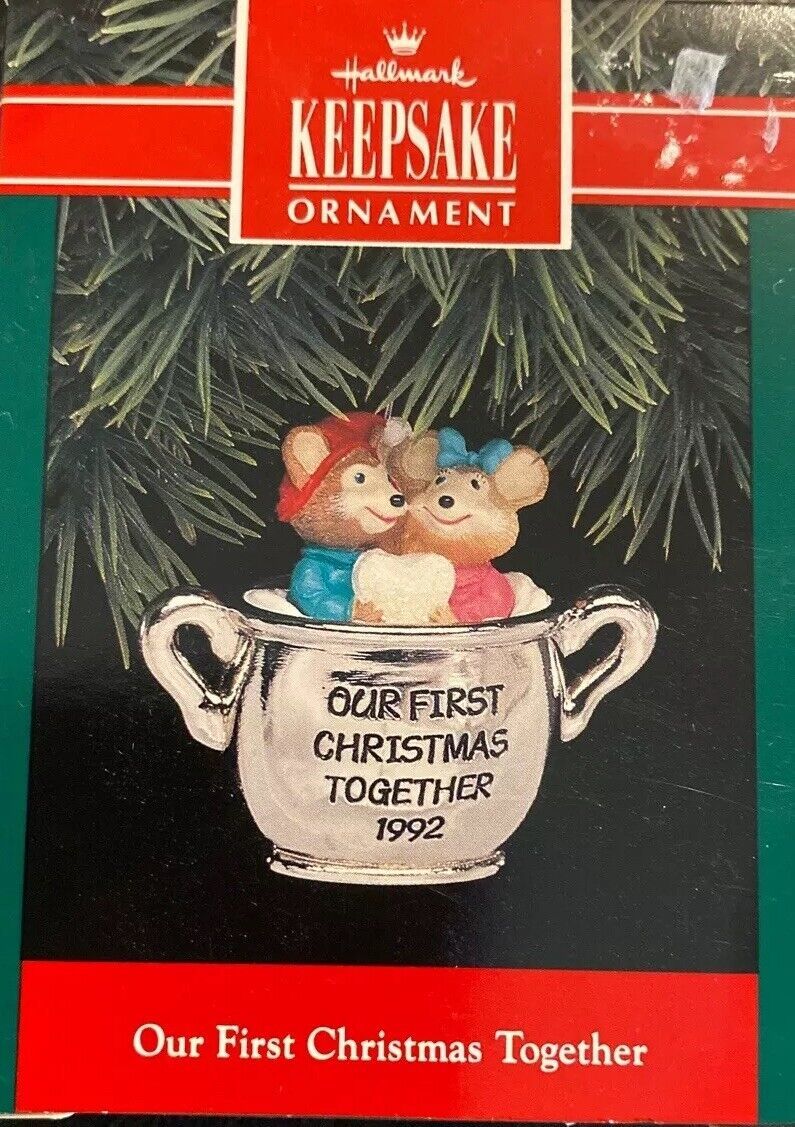 Hallmark
KEEPSAKE
ORNAMENT
OUR FIRST
CHRISTMAS
TOGETHER
1992
Our First Christmas Together